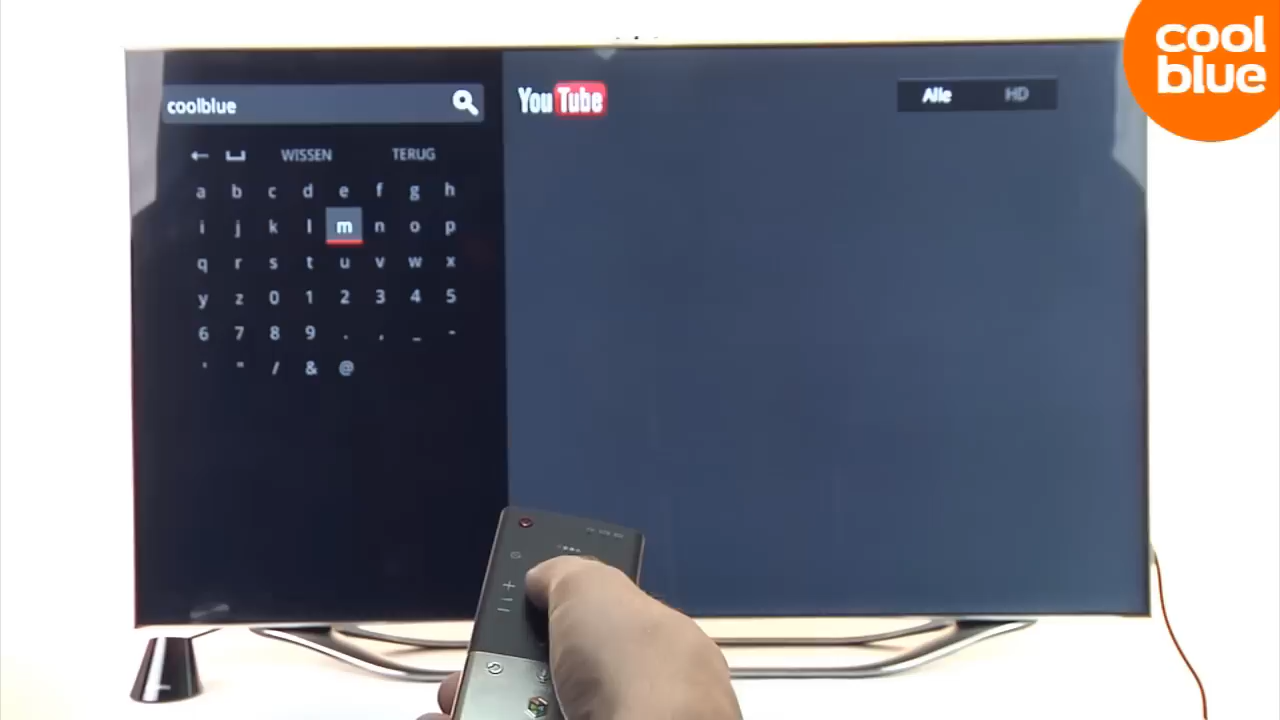 cool
blue
coolblue
YouTube
Alle HD
WISSEN TERUG
a b c d e f g h
i j k l m n o p
q r s t u v w x
y z 0 1 2 3 4 5
6 7 8 9 . , _ -
' " / & @